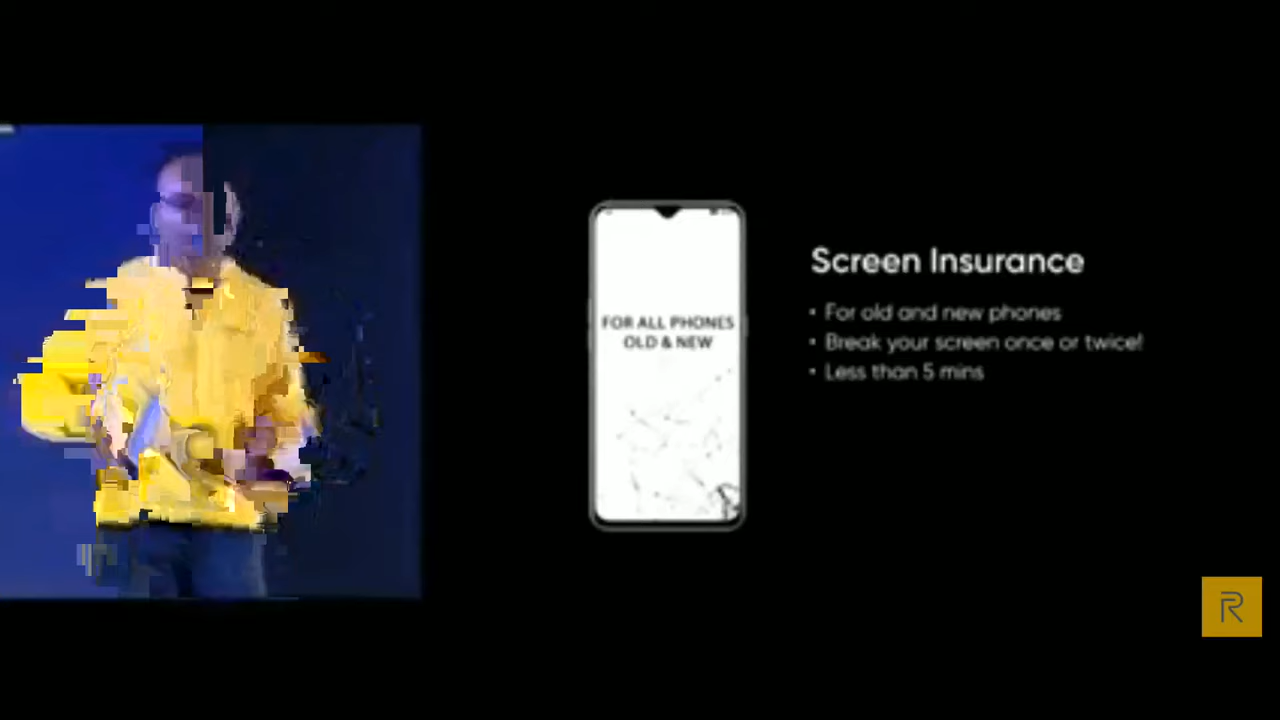 FOR ALL PHONES
OLD & NEW
Screen Insurance
• For old and new phones
• Break your screen once or twice!
• Less than 5 mins
R